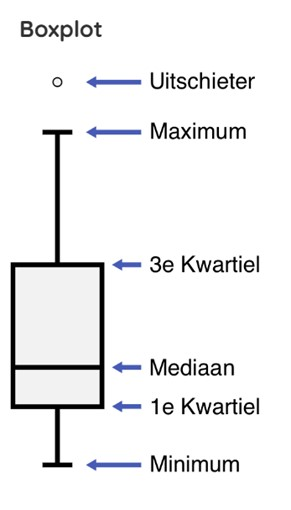 Boxplot
Uitschieter
Maximum
3e Kwartiel
Mediaan
1e Kwartiel
Minimum